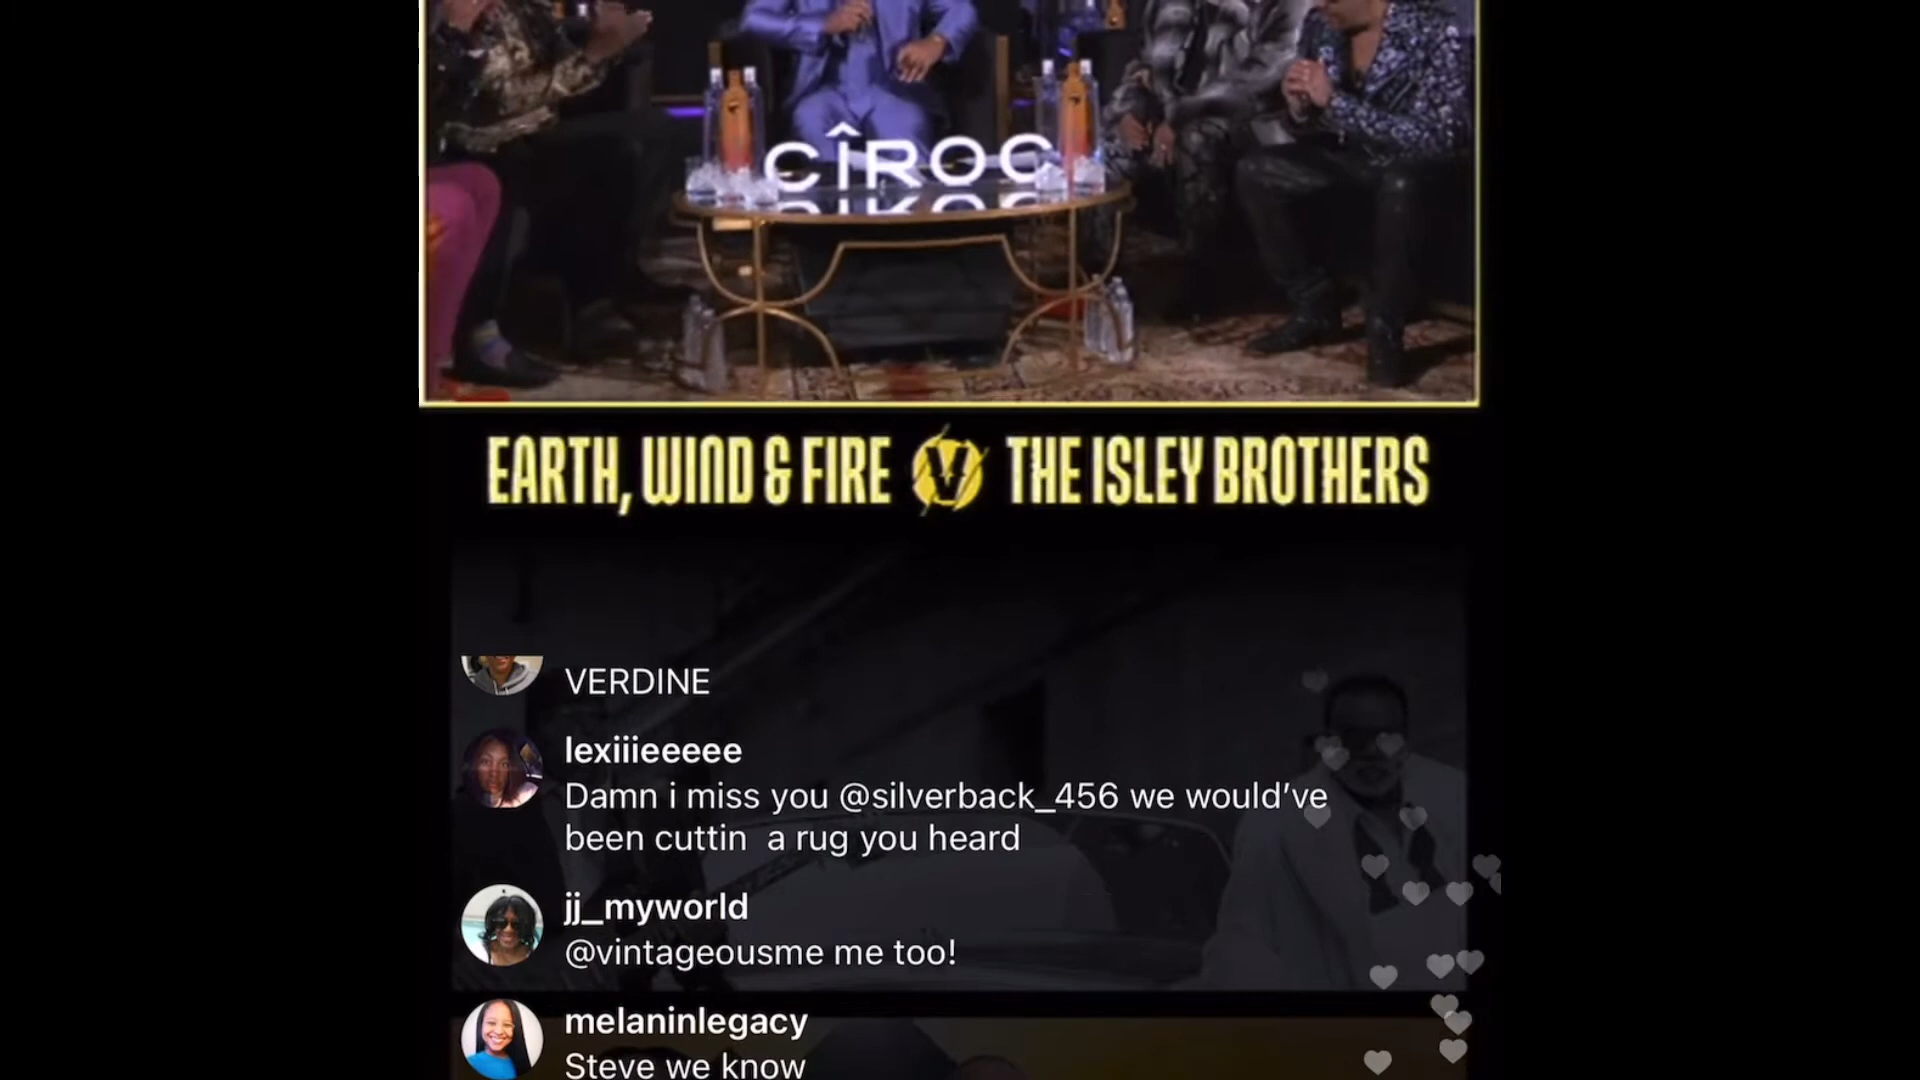 CÎROC
EARTH, WIND & FIRE V THE ISLEY BROTHERS
VERDINE
lexiiieeeee
Damn i miss you @silverback_456 we would’ve
been cuttin  a rug you heard
jj_myworld
@vintageousme me too!
melaninlegacy
Steve we know